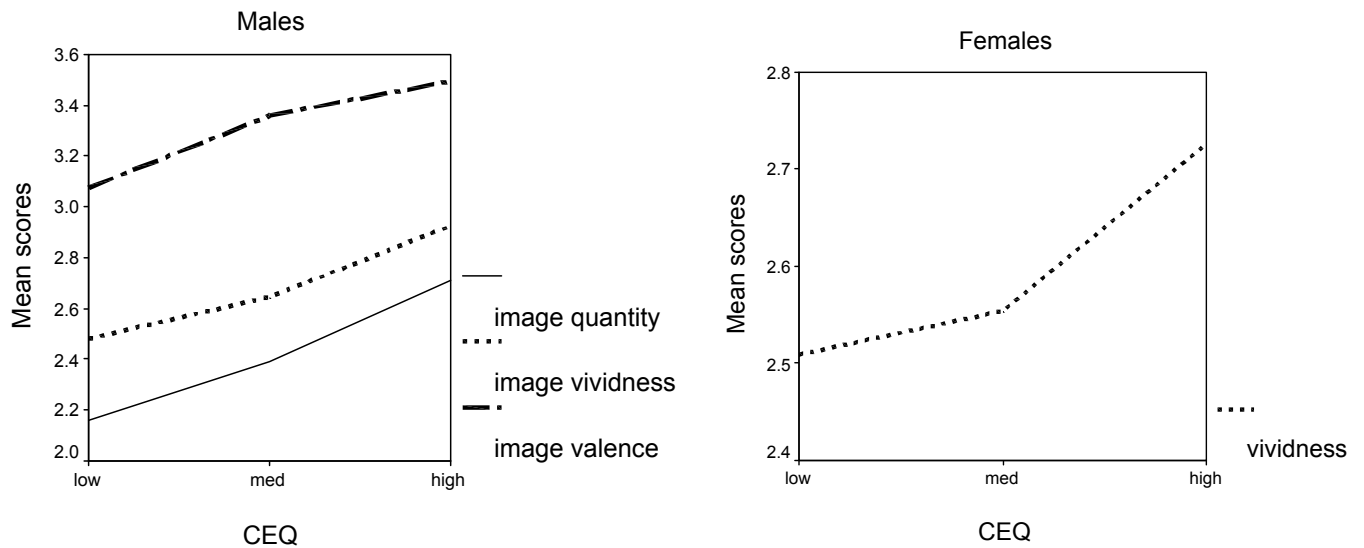 Males
3.6
3.4
3.2
3.0
2.8
2.6
2.4
2.2
2.0
Mean scores
low
med
high
CEQ
image quantity
image vividness
image valence
Females
2.8
2.7
2.6
2.5
2.4
Mean scores
low
med
high
CEQ
vividness